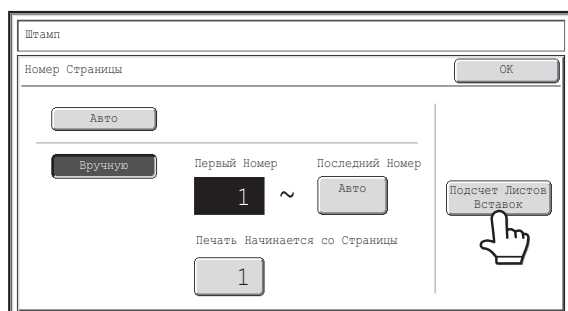 Штамп
Номер Страницы
OK
Авто
Вручную
Первый Номер
Последний Номер
1 ~ Авто
Подсчет Листов
Вставок
Печать Начинается со Страницы
1